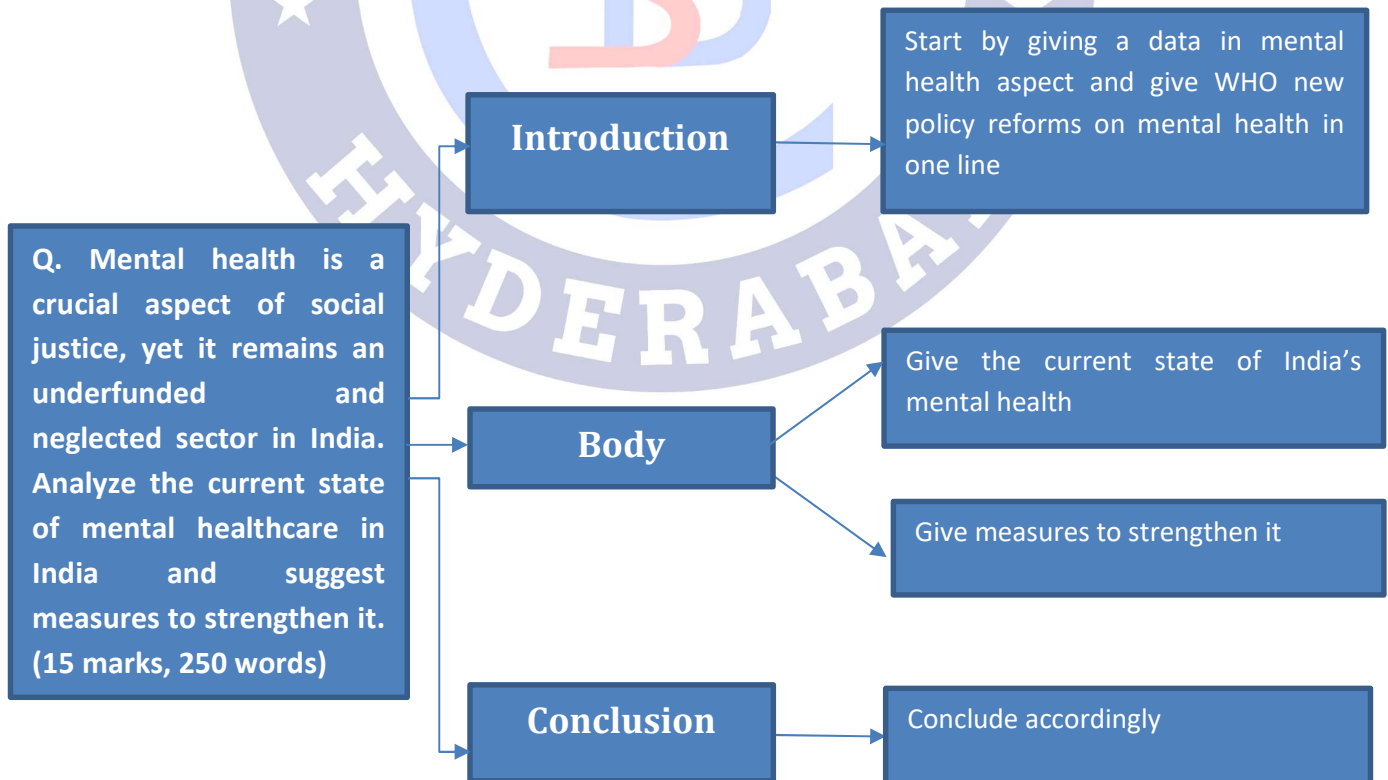 Q. Mental health is a
crucial aspect of social
justice, yet it remains an
underfunded and
neglected sector in India.
Analyze the current state
of mental healthcare in
India and suggest
measures to strengthen it.
(15 marks, 250 words)
Introduction
Start by giving a data in mental
health aspect and give WHO new
policy reforms on mental health in
one line
Body
Give the current state of India’s
mental health
Give measures to strengthen it
Conclusion
Conclude accordingly